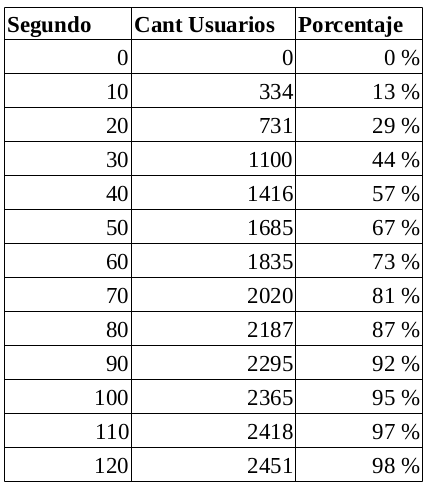 Segundo Cant Usuarios Porcentaje
0 0 0 %
10 334 13 %
20 731 29 %
30 1100 44 %
40 1416 57 %
50 1685 67 %
60 1835 73 %
70 2020 81 %
80 2187 87 %
90 2295 92 %
100 2365 95 %
110 2418 97 %
120 2451 98 %